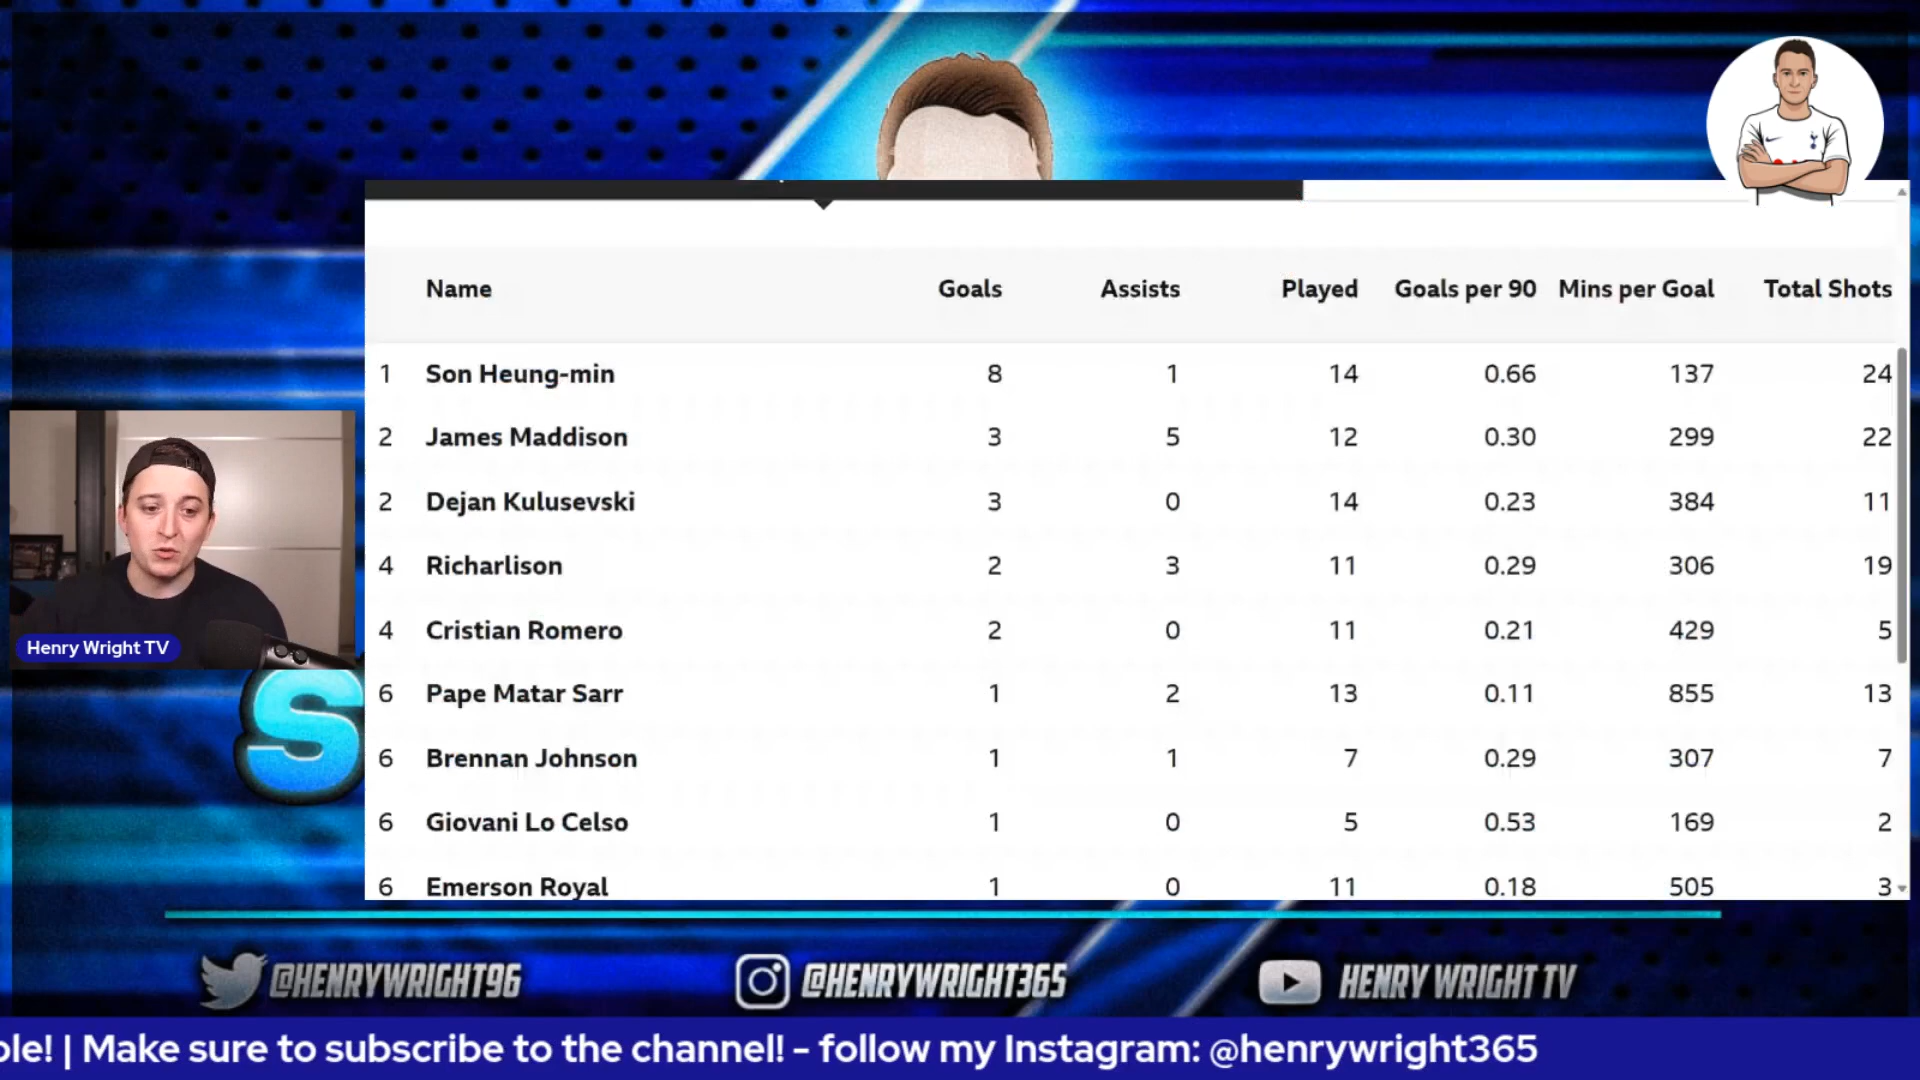 Name Goals Assists Played Goals per 90 Mins per Goal Total Shots
1 Son Heung-min 8 1 14 0.66 137 24
2 James Maddison 3 5 12 0.30 299 22
2 Dejan Kulusevski 3 0 14 0.23 384 11
4 Richarlison 2 3 11 0.29 306 19
4 Cristian Romero 2 0 11 0.21 429 5
6 Pape Matar Sarr 1 2 13 0.11 855 13
6 Brennan Johnson 1 1 7 0.29 307 7
6 Giovani Lo Celso 1 0 5 0.53 169 2
6 Emerson Royal 1 0 11 0.18 505 3
Henry Wright TV
S
@HENRYWRIGHT96 @HENRYWRIGHT365 HENRY WRIGHT TV
ole! | Make sure to subscribe to the channel! - follow my Instagram: @henrywright365